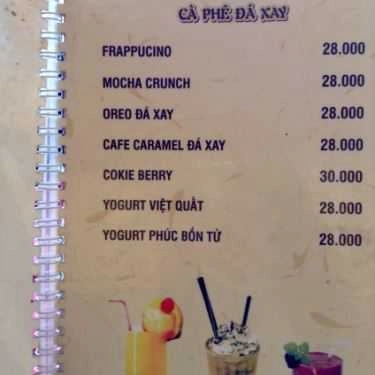 CÀ PHÊ ĐÁ XAY
FRAPPUCINO 28.000
MOCHA CRUNCH 28.000
OREO ĐÁ XAY 28.000
CAFE CARAMEL ĐÁ XAY 28.000
COKIE BERRY 30.000
YOGURT VIỆT QUẤT 28.000
YOGURT PHÚC BỒN TỬ 28.000